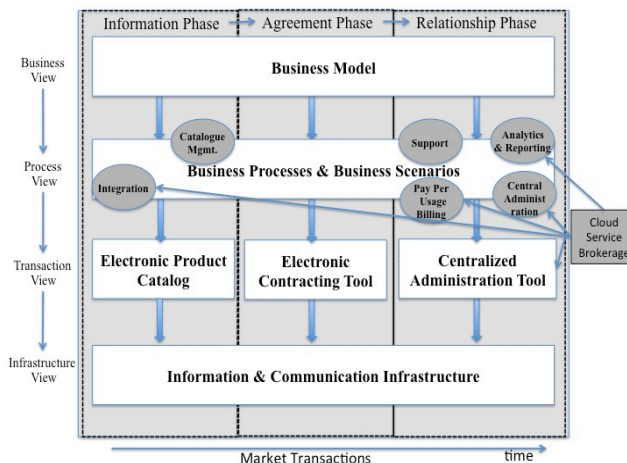 Information Phase
Agreement Phase
Relationship Phase
Business
View
Business Model
Catalogue
Mgmt.
Support
Analytics
& Reporting
Process
View
Business Processes & Business Scenarios
Integration
Pay Per
Usage
Billing
Central
Administ
ration
Cloud
Service
Brokerage
Transaction
View
Electronic Product
Catalog
Electronic
Contracting Tool
Centralized
Administration Tool
Infrastructure
View
Information & Communication Infrastructure
Market Transactions
time